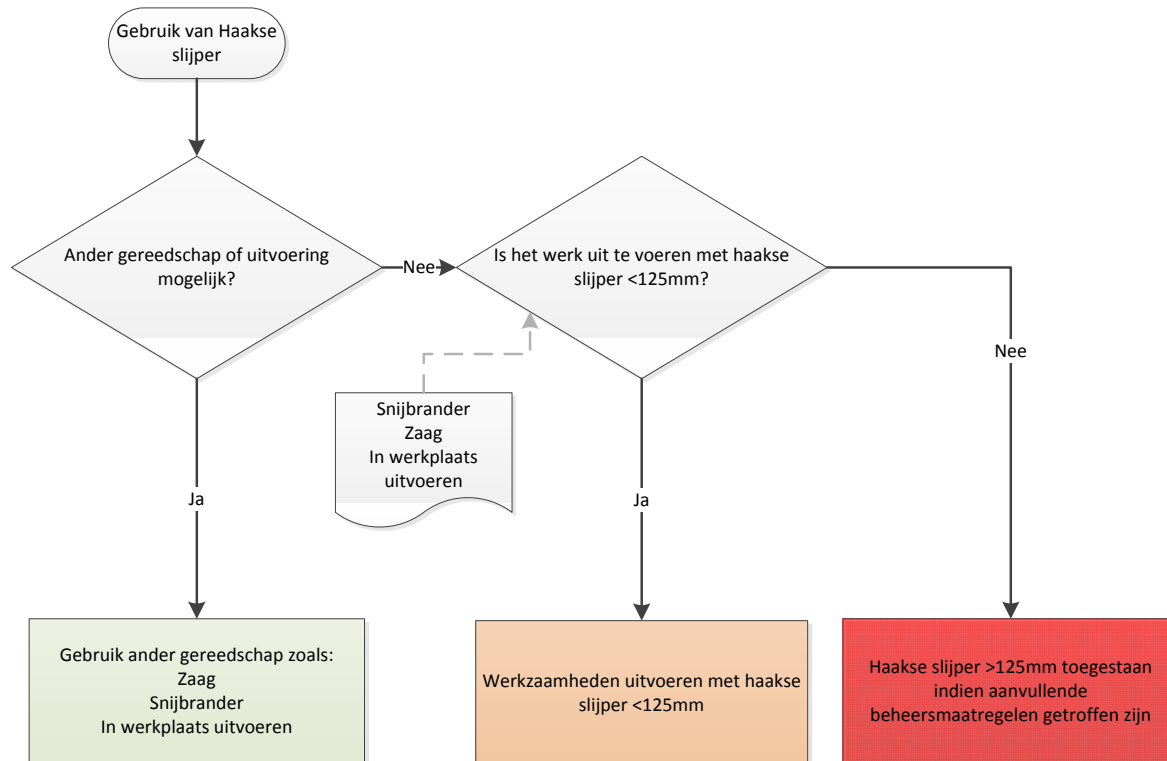 Gebruik van Haakse
slijper
Ander gereedschap of uitvoering
mogelijk?
Nee
Is het werk uit te voeren met haakse
slijper <125mm?
Nee
Snijbrander
Zaag
In werkplaats
uitvoeren
Ja
Ja
Gebruik ander gereedschap zoals:
Zaag
Snijbrander
In werkplaats uitvoeren
Werkzaamheden uitvoeren met haakse
slijper <125mm
Haakse slijper >125mm toegestaan
indien aanvullende
beheersmaatregelen getroffen zijn